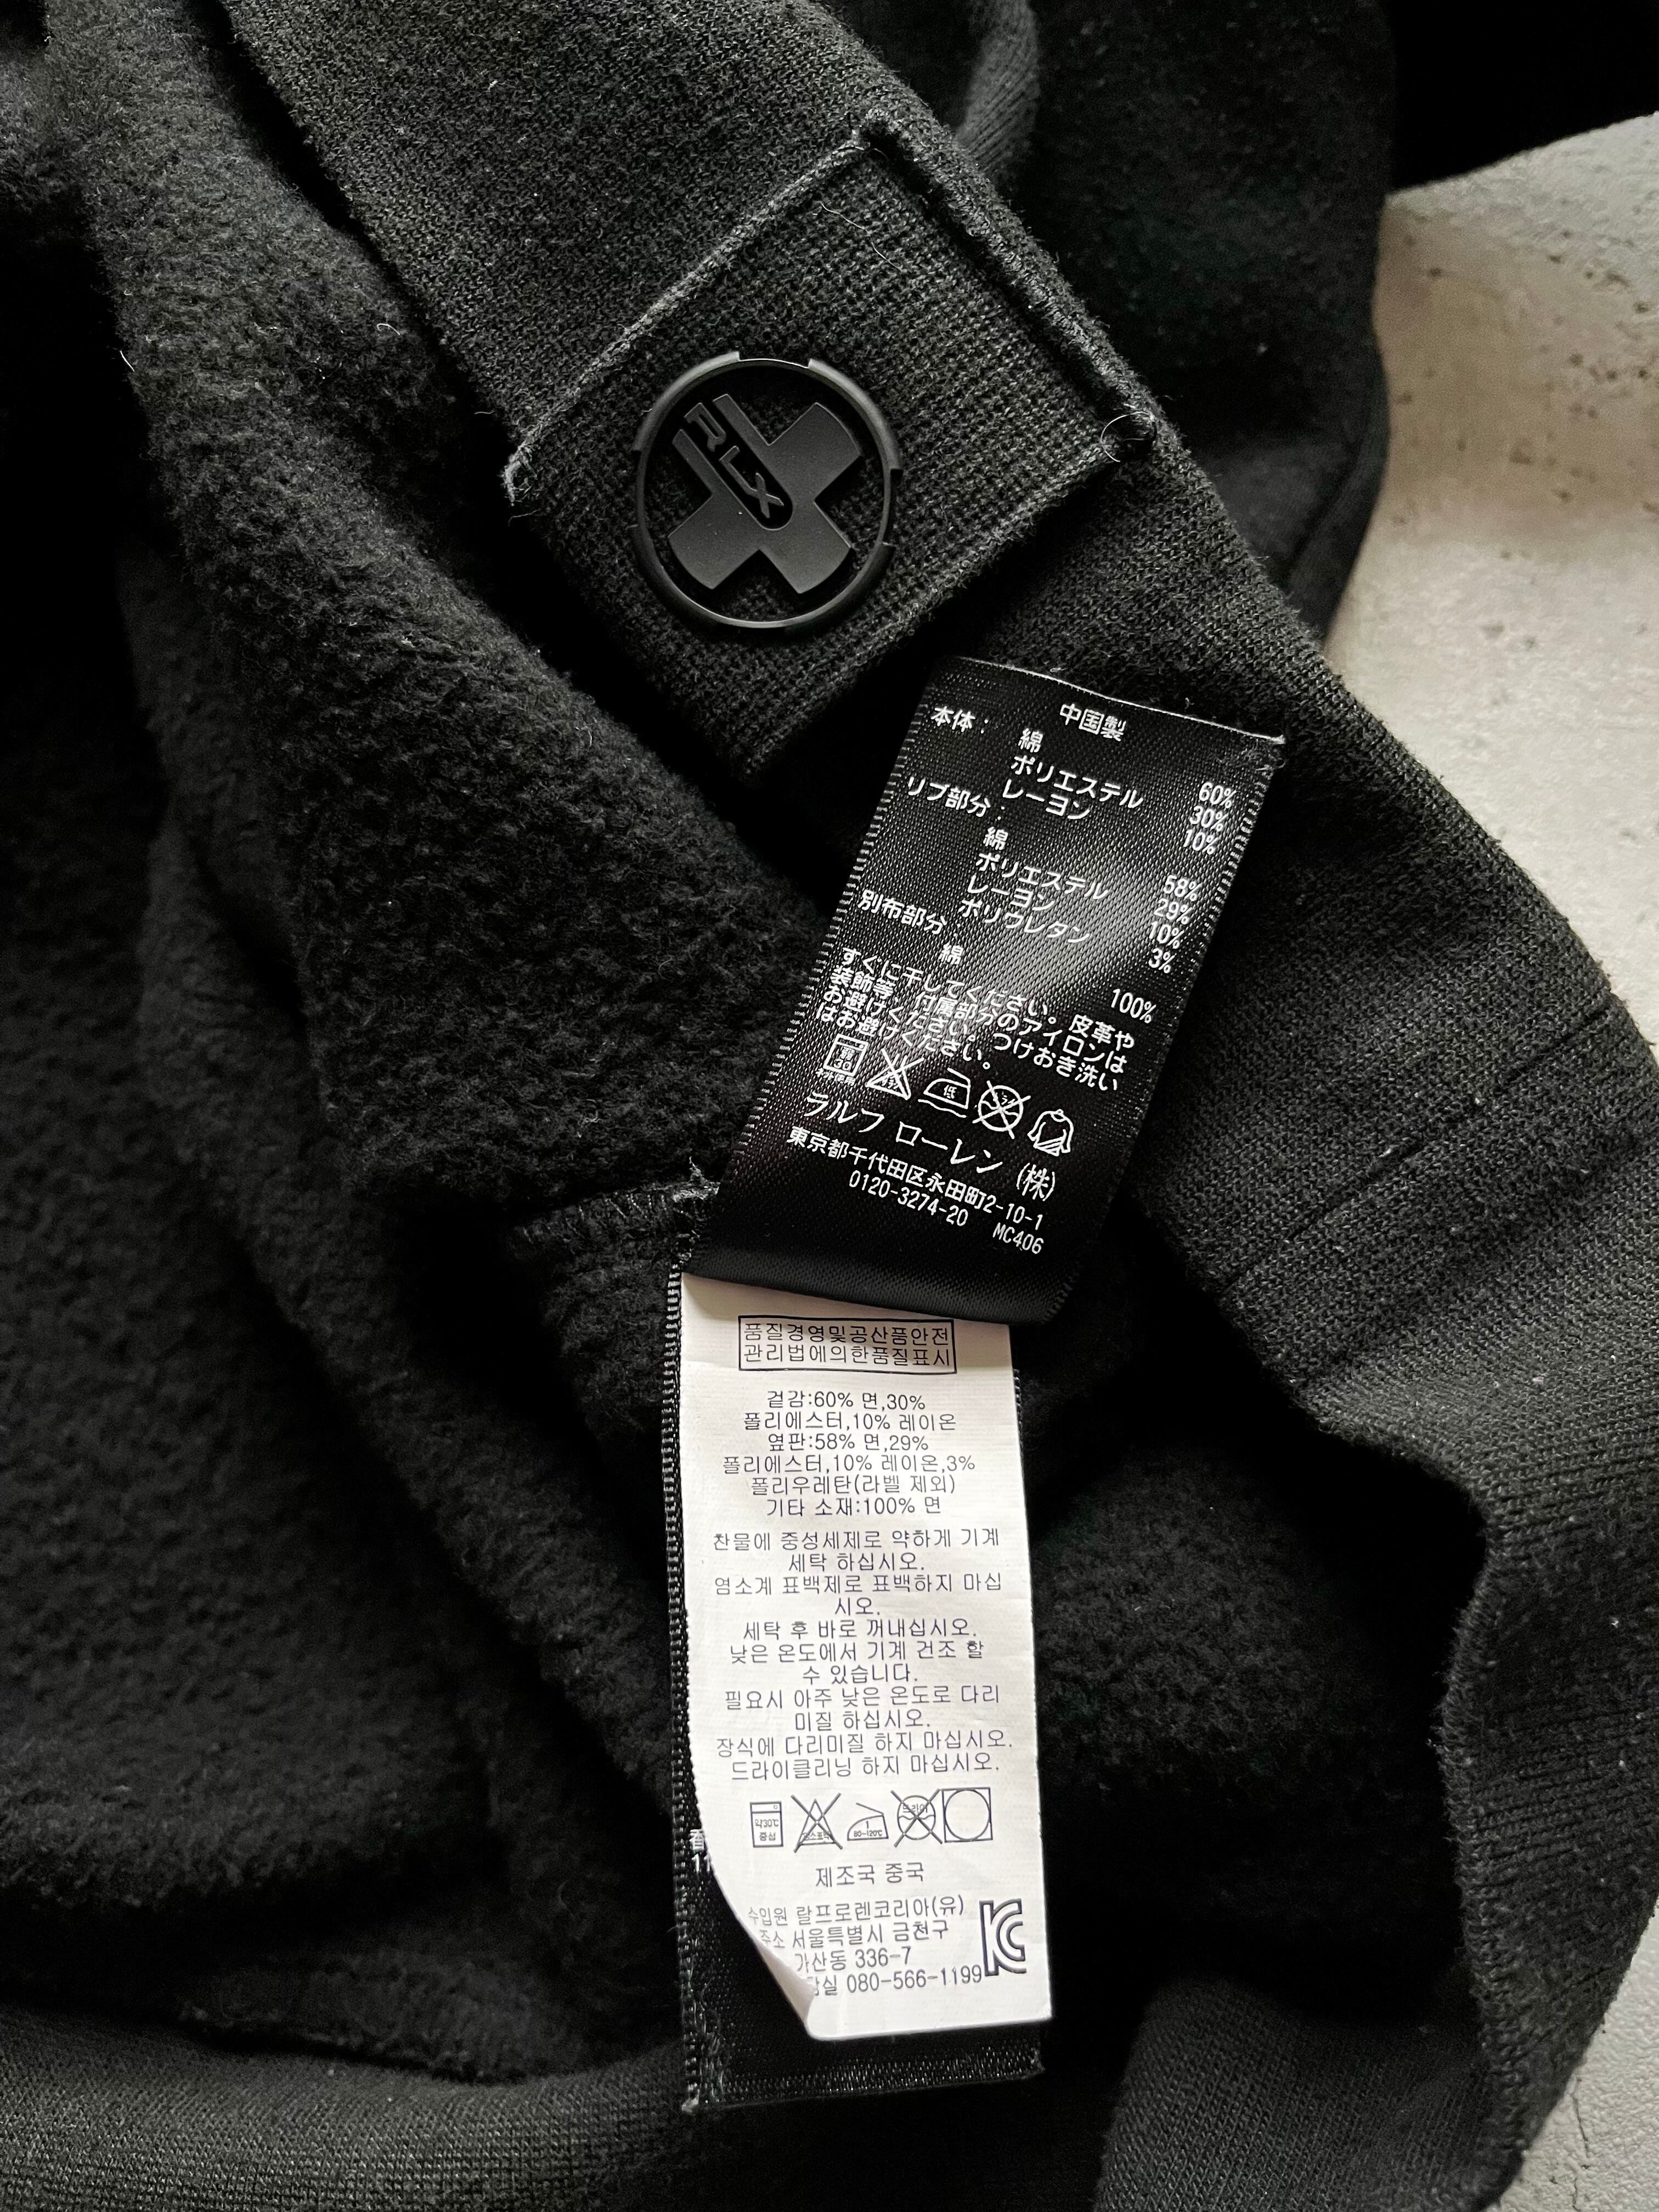 RLX
中国製
本体:
綿 60%
ポリエステル 30%
レーヨン 10%
リブ部分:
綿 58%
ポリエステル 29%
レーヨン 10%
ポリウレタン 3%
別布部分:
綿 100%
すぐに干してください。皮革や
装飾等、付属部分のアイロンは
お避けください。つけおき洗い
はお避けください。
低
ラルフ ローレン (株)
東京都千代田区永田町2-10-1
0120-3274-20 MC406
품질경영및공산품안전
관리법에의한품질표시
겉감:60% 면,30%
폴리에스터,10% 레이온
옆판:58% 면,29%
폴리에스터,10% 레이온,3%
폴리우레탄(라벨 제외)
기타 소재:100% 면
찬물에 중성세제로 약하게 기계
세탁 하십시오.
염소계 표백제로 표백하지 마십
시오.
세탁 후 바로 꺼내십시오.
낮은 온도에서 기계 건조 할
수 있습니다.
필요시 아주 낮은 온도로 다리
미질 하십시오.
장식에 다리미질 하지 마십시오.
드라이클리닝 하지 마십시오.
약30℃
중성
80-120℃
드라이
제조국 중국
수입원 랄프로렌코리아(유)
주소 서울특별시 금천구
가산동 336-7
080-566-1199